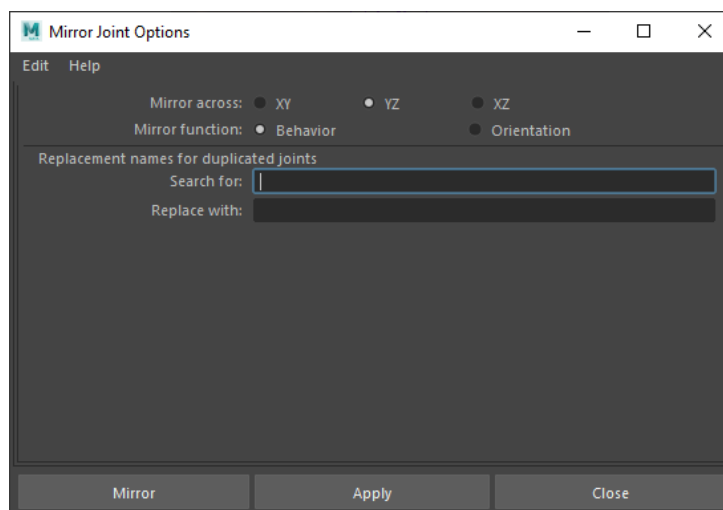 Mirror Joint Options
Edit Help
Mirror across: XY YZ XZ
Mirror function: Behavior Orientation
Replacement names for duplicated joints
Search for:
Replace with:
Mirror Apply Close